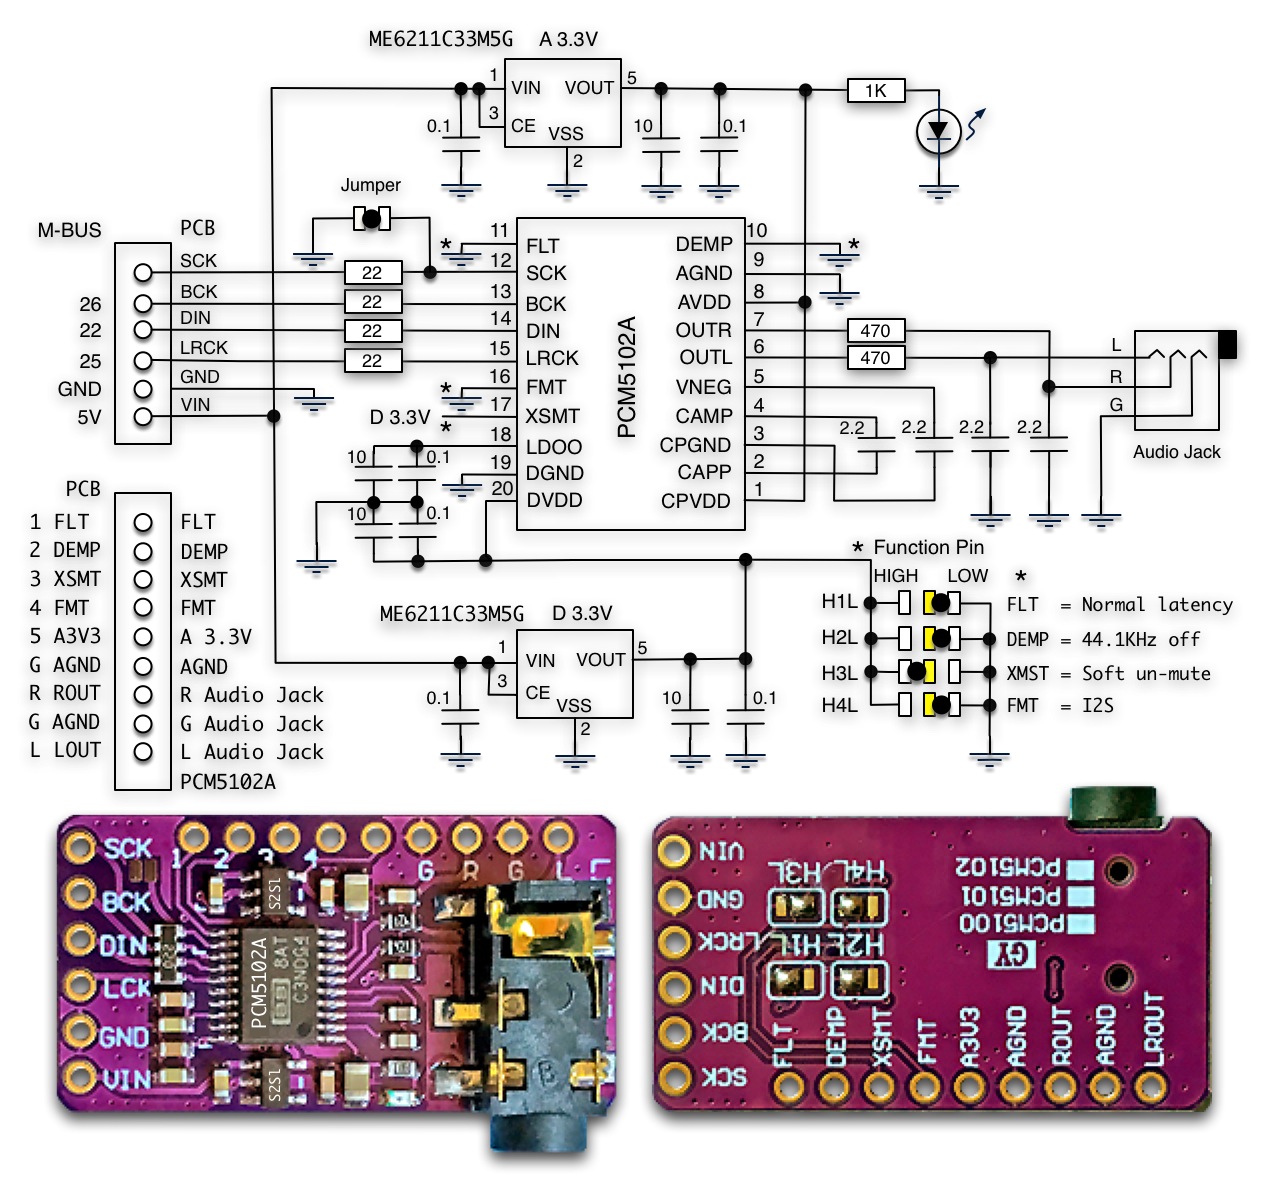 ME6211C33M5G A 3.3V
1 VIN VOUT 5
3 CE
VSS
2
0.1
10
0.1
1K
Jumper
M-BUS
PCB
SCK
26 BCK
22 DIN
25 LRCK
GND GND
5V VIN
22
22
22
22
*
11 FLT
12 SCK
13 BCK
14 DIN
15 LRCK
*
16 FMT
D 3.3V
17 XSMT
*
18 LDOO
19 DGND
20 DVDD
PCM5102A
DEMP 10
*
AGND 9
AVDD 8
OUTR 7
OUTL 6
VNEG 5
CAMP 4
CPGND 3
CAPP 2
CPVDD 1
470
470
2.2
2.2
2.2
2.2
L
R
G
Audio Jack
10
0.1
10
0.1
PCB
1 FLT FLT
2 DEMP DEMP
3 XSMT XSMT
4 FMT FMT
5 A3V3 A 3.3V
G AGND AGND
R ROUT R Audio Jack
G AGND G Audio Jack
L LOUT L Audio Jack
PCM5102A
ME6211C33M5G D 3.3V
1 VIN VOUT 5
3 CE
VSS
2
0.1
10
0.1
* Function Pin
HIGH LOW *
H1L FLT = Normal latency
H2L DEMP = 44.1KHz off
H3L XMST = Soft un-mute
H4L FMT = I2S
SCK
BCK
DIN
LCK
GND
VIN
1 2 3 4
G R G L
S2Sl
PCM5102A
8AT
C3NOG4
S2Sl
B
VIN
GND
LRCK
DIN
BCK
SCK
H3L H4L
H1L H2L
PCM5102
PCM5101
PCM5100
GY
FLT
DEMP
XSMT
FMT
A3V3
AGND
ROUT
AGND
LROUT